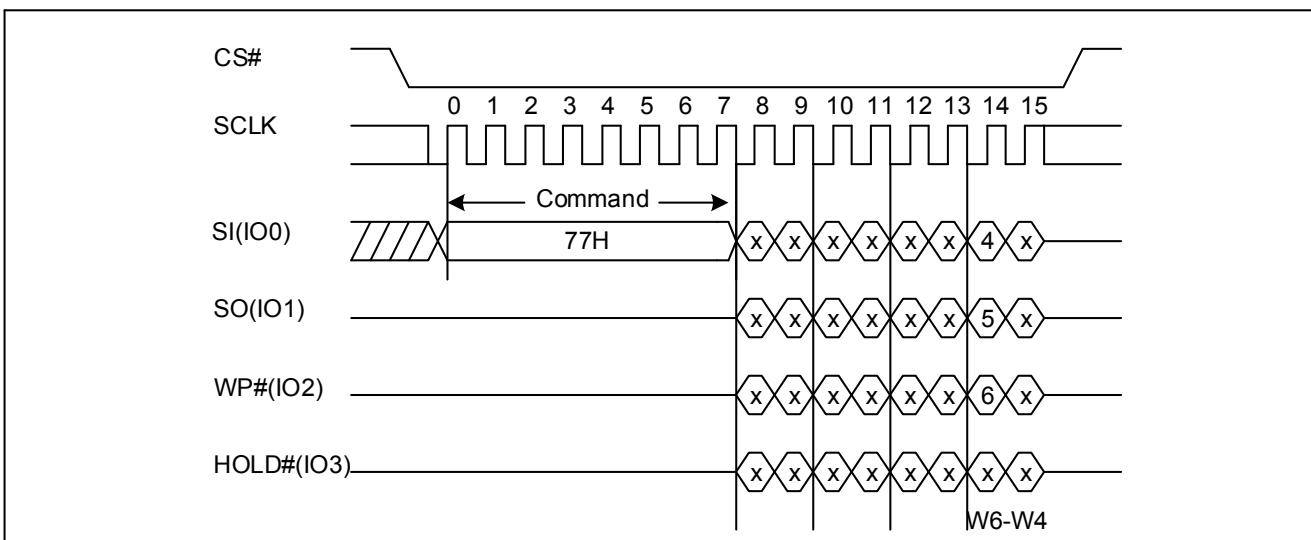 CS#
0 1 2 3 4 5 6 7 8 9 10 11 12 13 14 15
SCLK
Command
SI(IO0) 77H x x x x x x 4 x
SO(IO1) x x x x x x 5 x
WP#(IO2) x x x x x x 6 x
HOLD#(IO3) x x x x x x x x
W6-W4